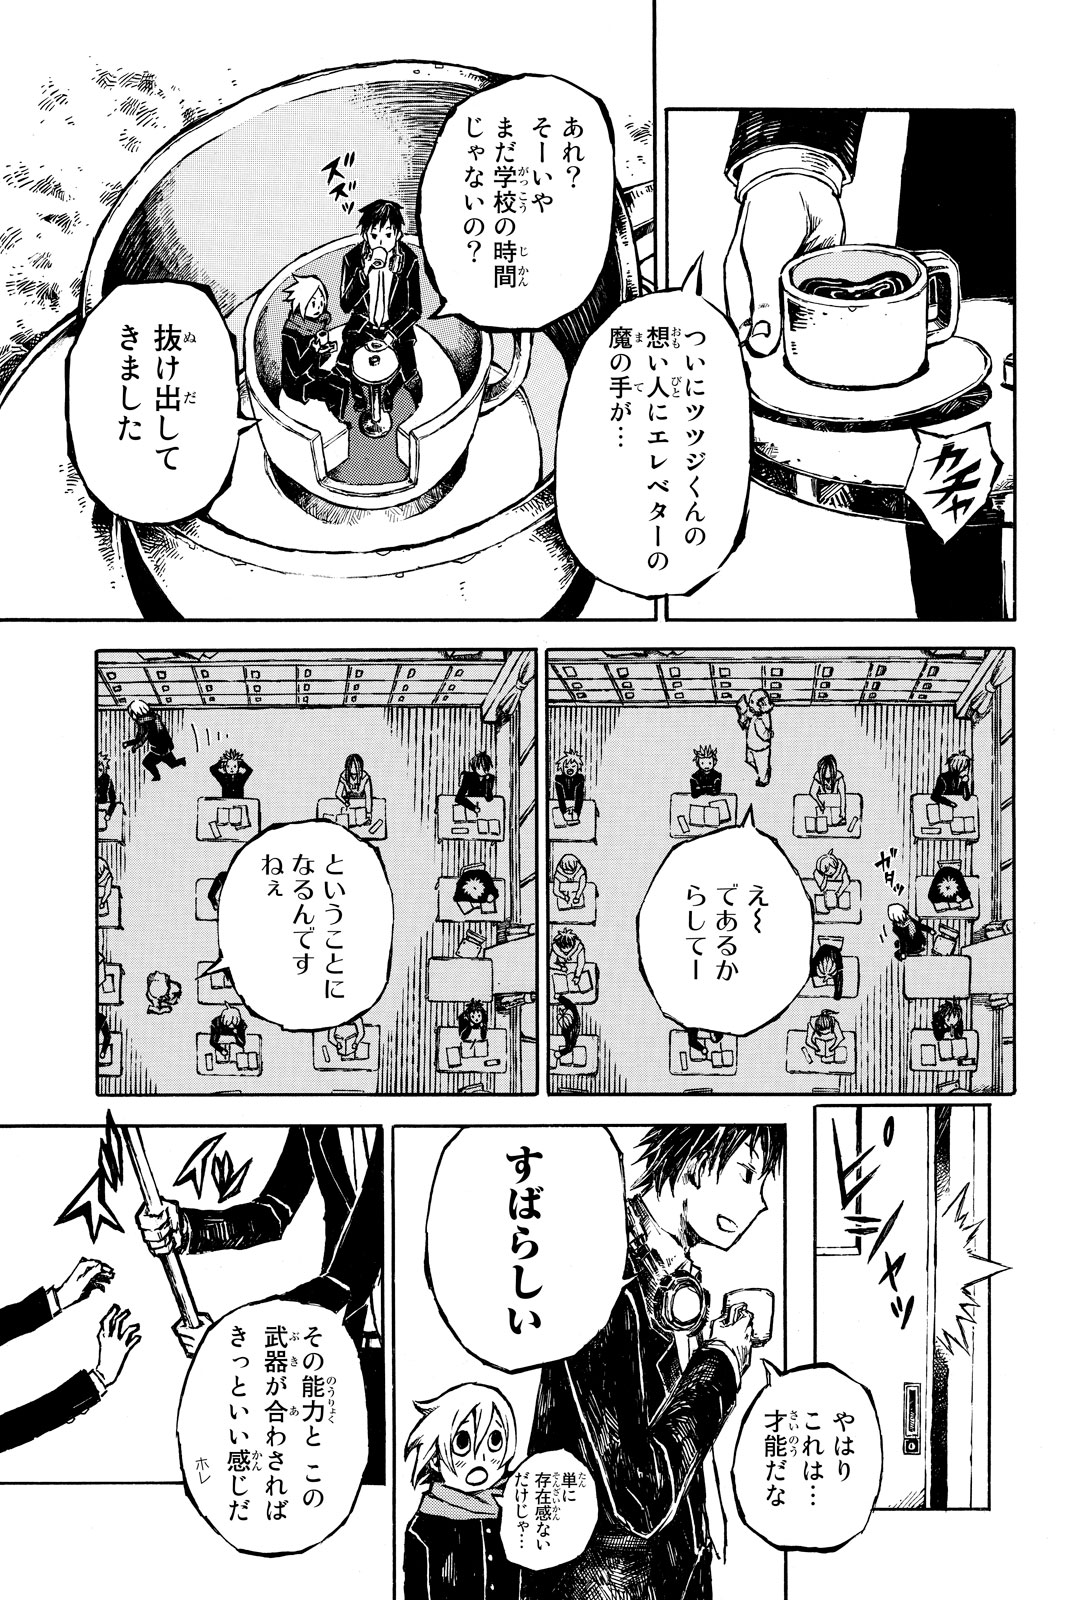 カチャ
ついにツツジくんの
想い人にエレベターの
魔の手が…
あれ？
そーいや
まだ学校の時間
じゃないの？
ズズッ
抜け出して
きました
え～
であるか
らしてー
ガタッ
ということに
なるんです
ねぇ
やはり
これは…
才能だな
すばらしい
単に
存在感ない
だけじゃ…
その能力と この
武器が合わされば
きっといい感じだ
ホレ